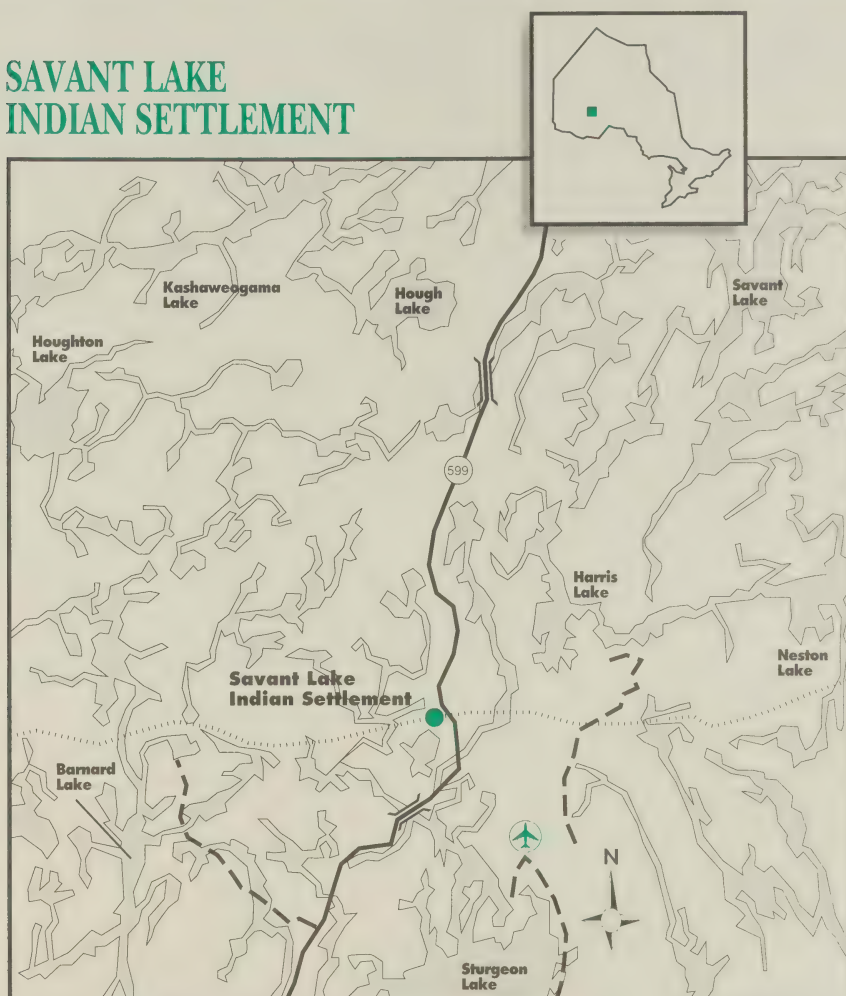 SAVANT LAKE
INDIAN SETTLEMENT
Kashaweogama
Lake
Hough
Lake
Savant
Lake
Houghton
Lake
599
Harris
Lake
Neston
Lake
Savant Lake
Indian Settlement
Barnard
Lake
N
Sturgeon
Lake